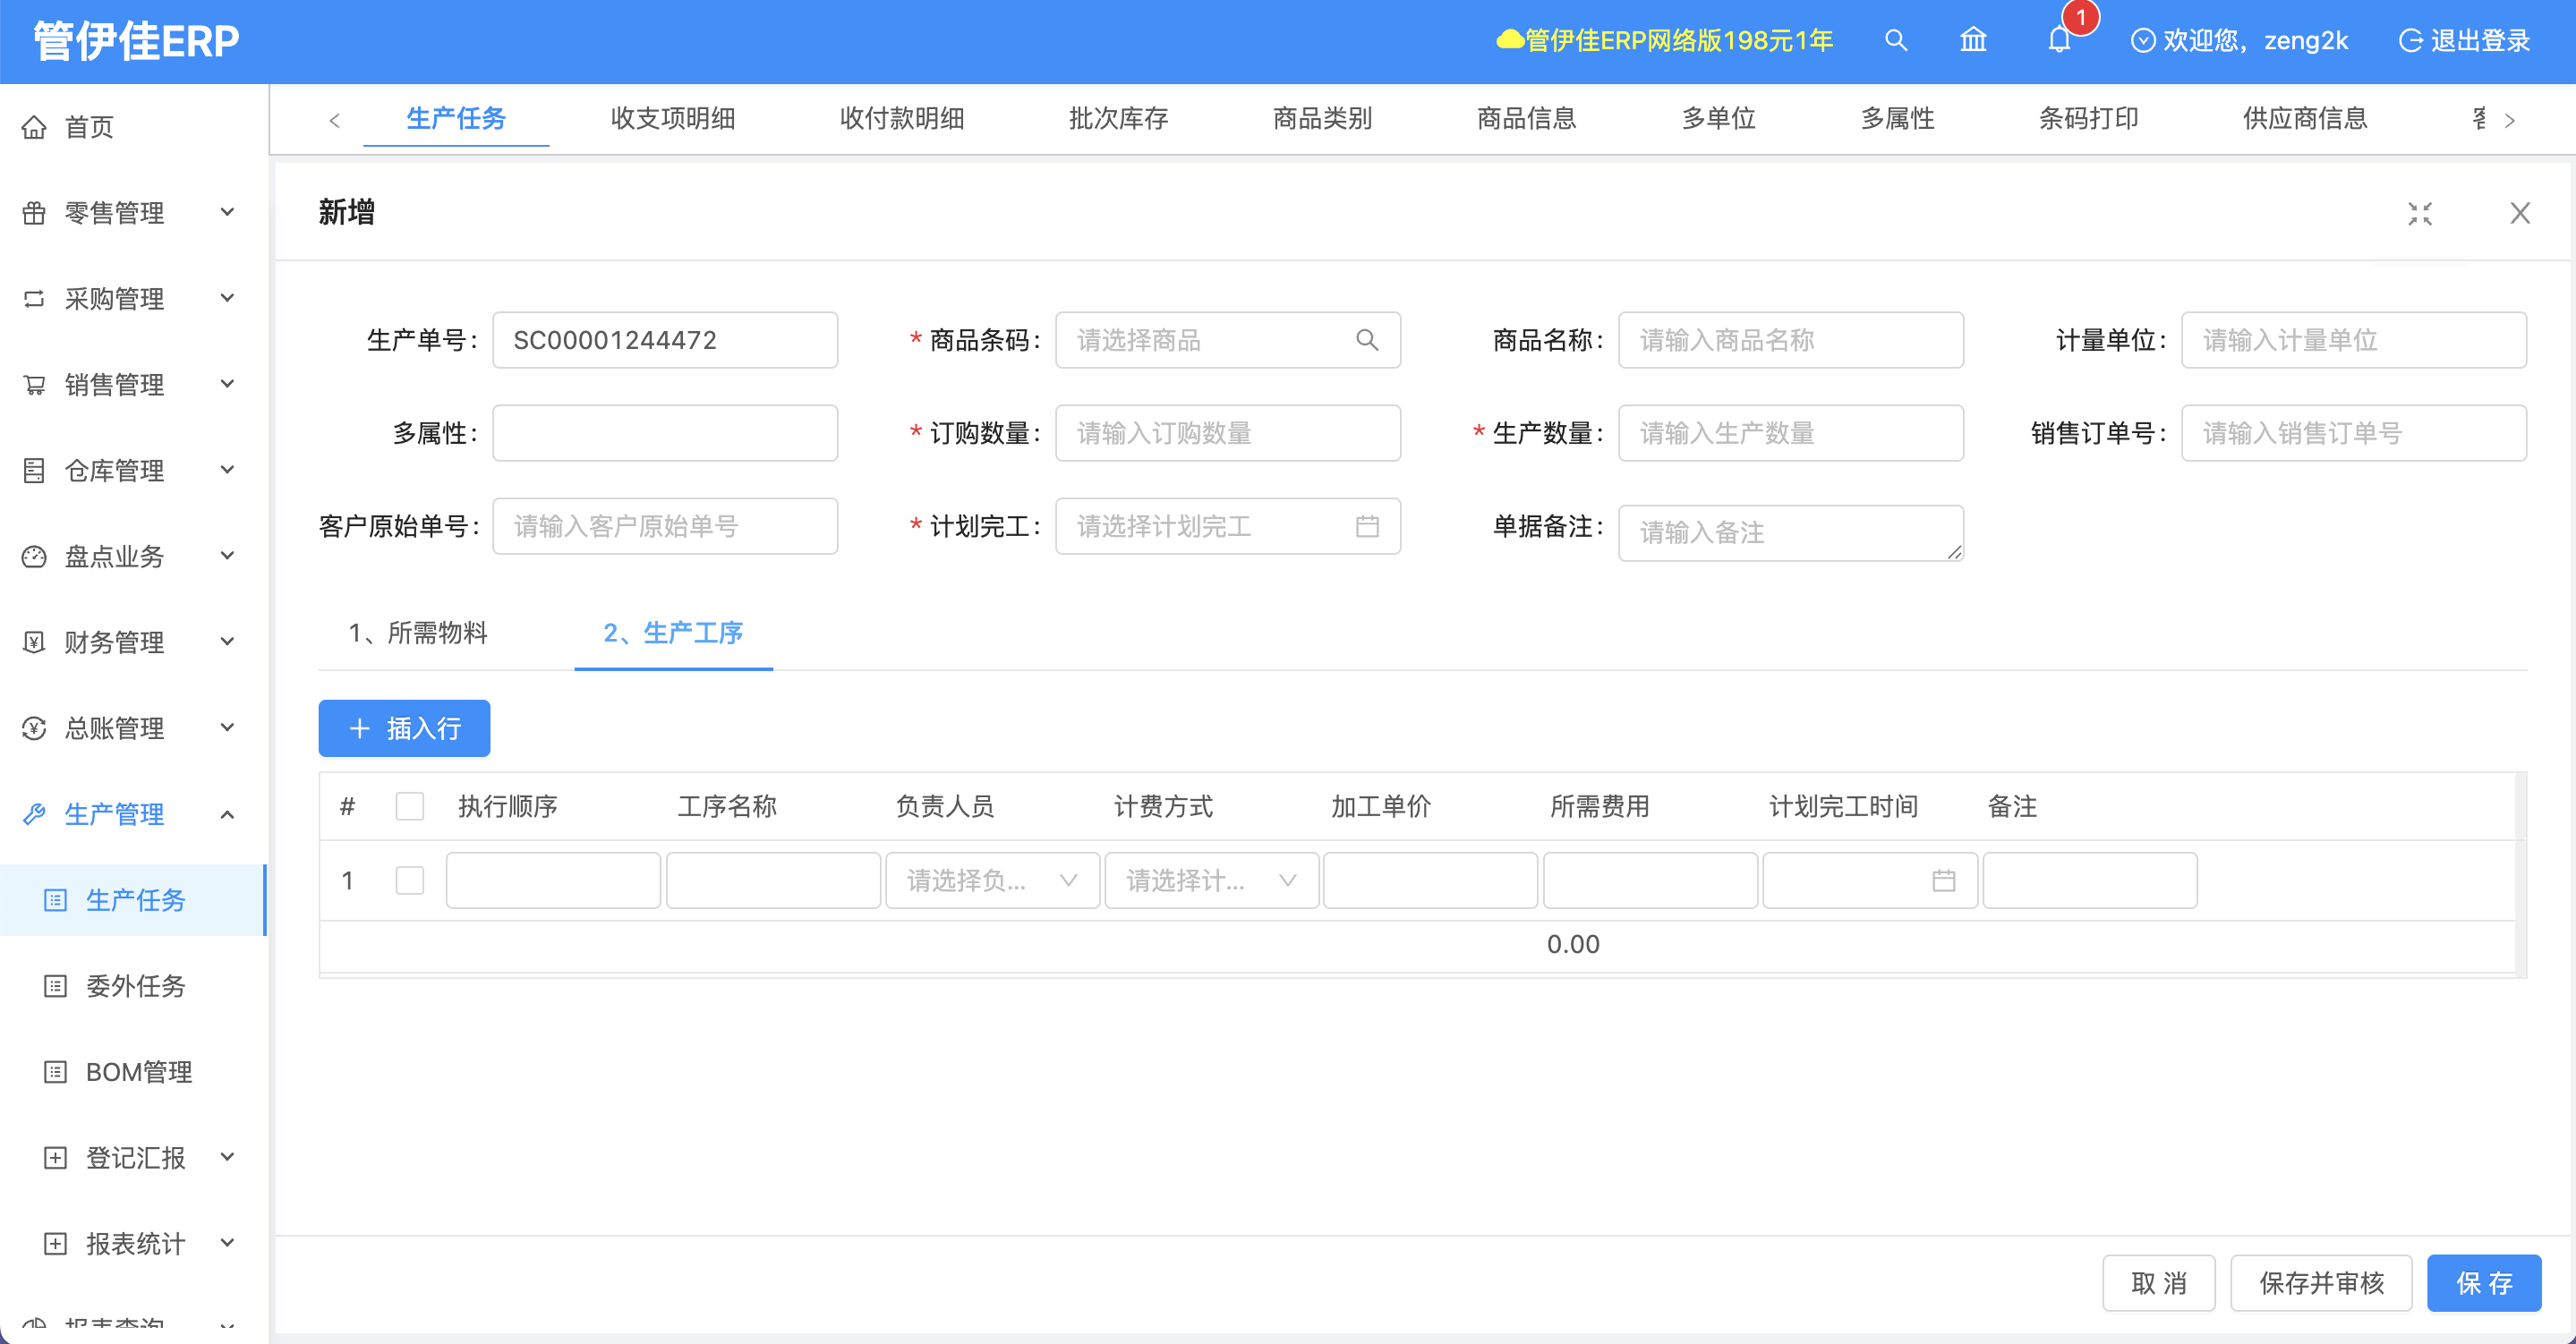 管伊佳ERP
管伊佳ERP网络版198元1年
1
欢迎您，zeng2k
退出登录
首页
零售管理
采购管理
销售管理
仓库管理
盘点业务
财务管理
总账管理
生产管理
生产任务
委外任务
BOM管理
登记汇报
报表统计
报表查询
生产任务 收支项明细 收付款明细 批次库存 商品类别 商品信息 多单位 多属性 条码打印 供应商信息
新增
生产单号： SC00001244472 * 商品条码： 请选择商品 商品名称： 请输入商品名称 计量单位： 请输入计量单位
多属性： * 订购数量： 请输入订购数量 * 生产数量： 请输入生产数量 销售订单号： 请输入销售订单号
客户原始单号： 请输入客户原始单号 * 计划完工： 请选择计划完工 单据备注： 请输入备注
1、所需物料 2、生产工序
插入行
# 执行顺序 工序名称 负责人员 计费方式 加工单价 所需费用 计划完工时间 备注
1 请选择负... 请选择计...
0.00
取 消 保存并审核 保 存